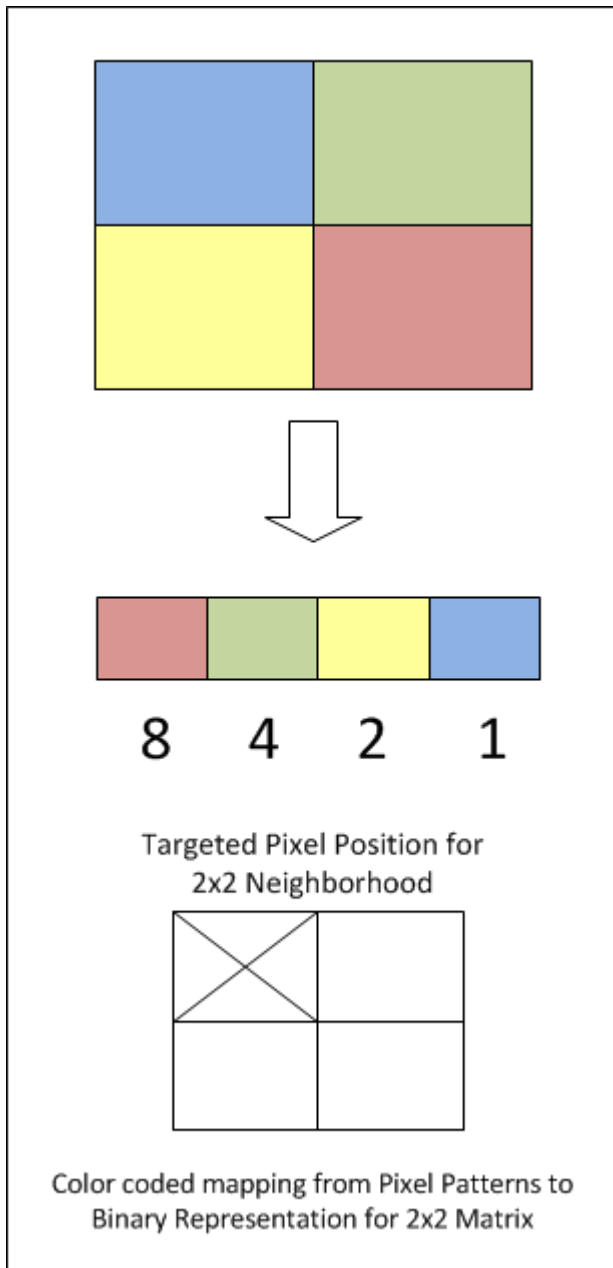 8 4 2 1
Targeted Pixel Position for
2x2 Neighborhood
Color coded mapping from Pixel Patterns to
Binary Representation for 2x2 Matrix